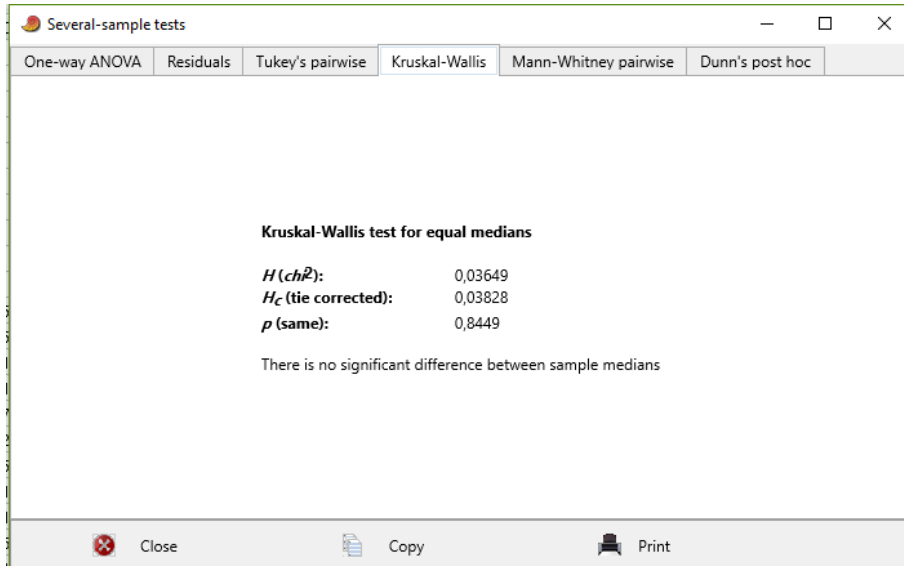 Several-sample tests
One-way ANOVA Residuals Tukey's pairwise Kruskal-Wallis Mann-Whitney pairwise Dunn's post hoc
Kruskal-Wallis test for equal medians
H (chi2): 0,03649
Hc (tie corrected): 0,03828
p (same): 0,8449
There is no significant difference between sample medians
Close Copy Print